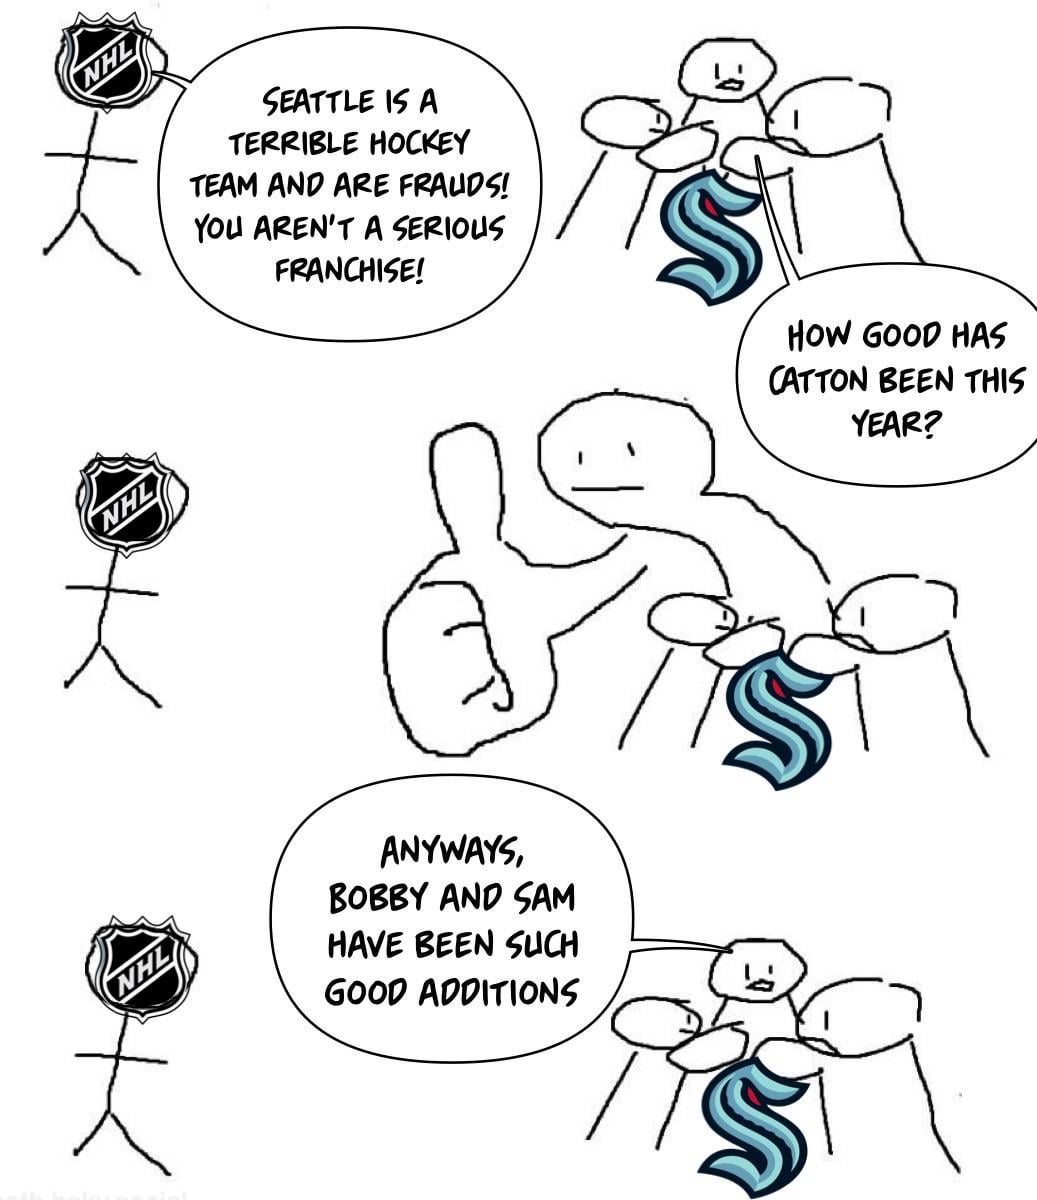 NHL
SEATTLE IS A
TERRIBLE HOCKEY
TEAM AND ARE FRAUDS!
YOU AREN'T A SERIOUS
FRANCHISE!
HOW GOOD HAS
CATTON BEEN THIS
YEAR?
NHL
ANYWAYS,
BOBBY AND SAM
HAVE BEEN SUCH
GOOD ADDITIONS
NHL